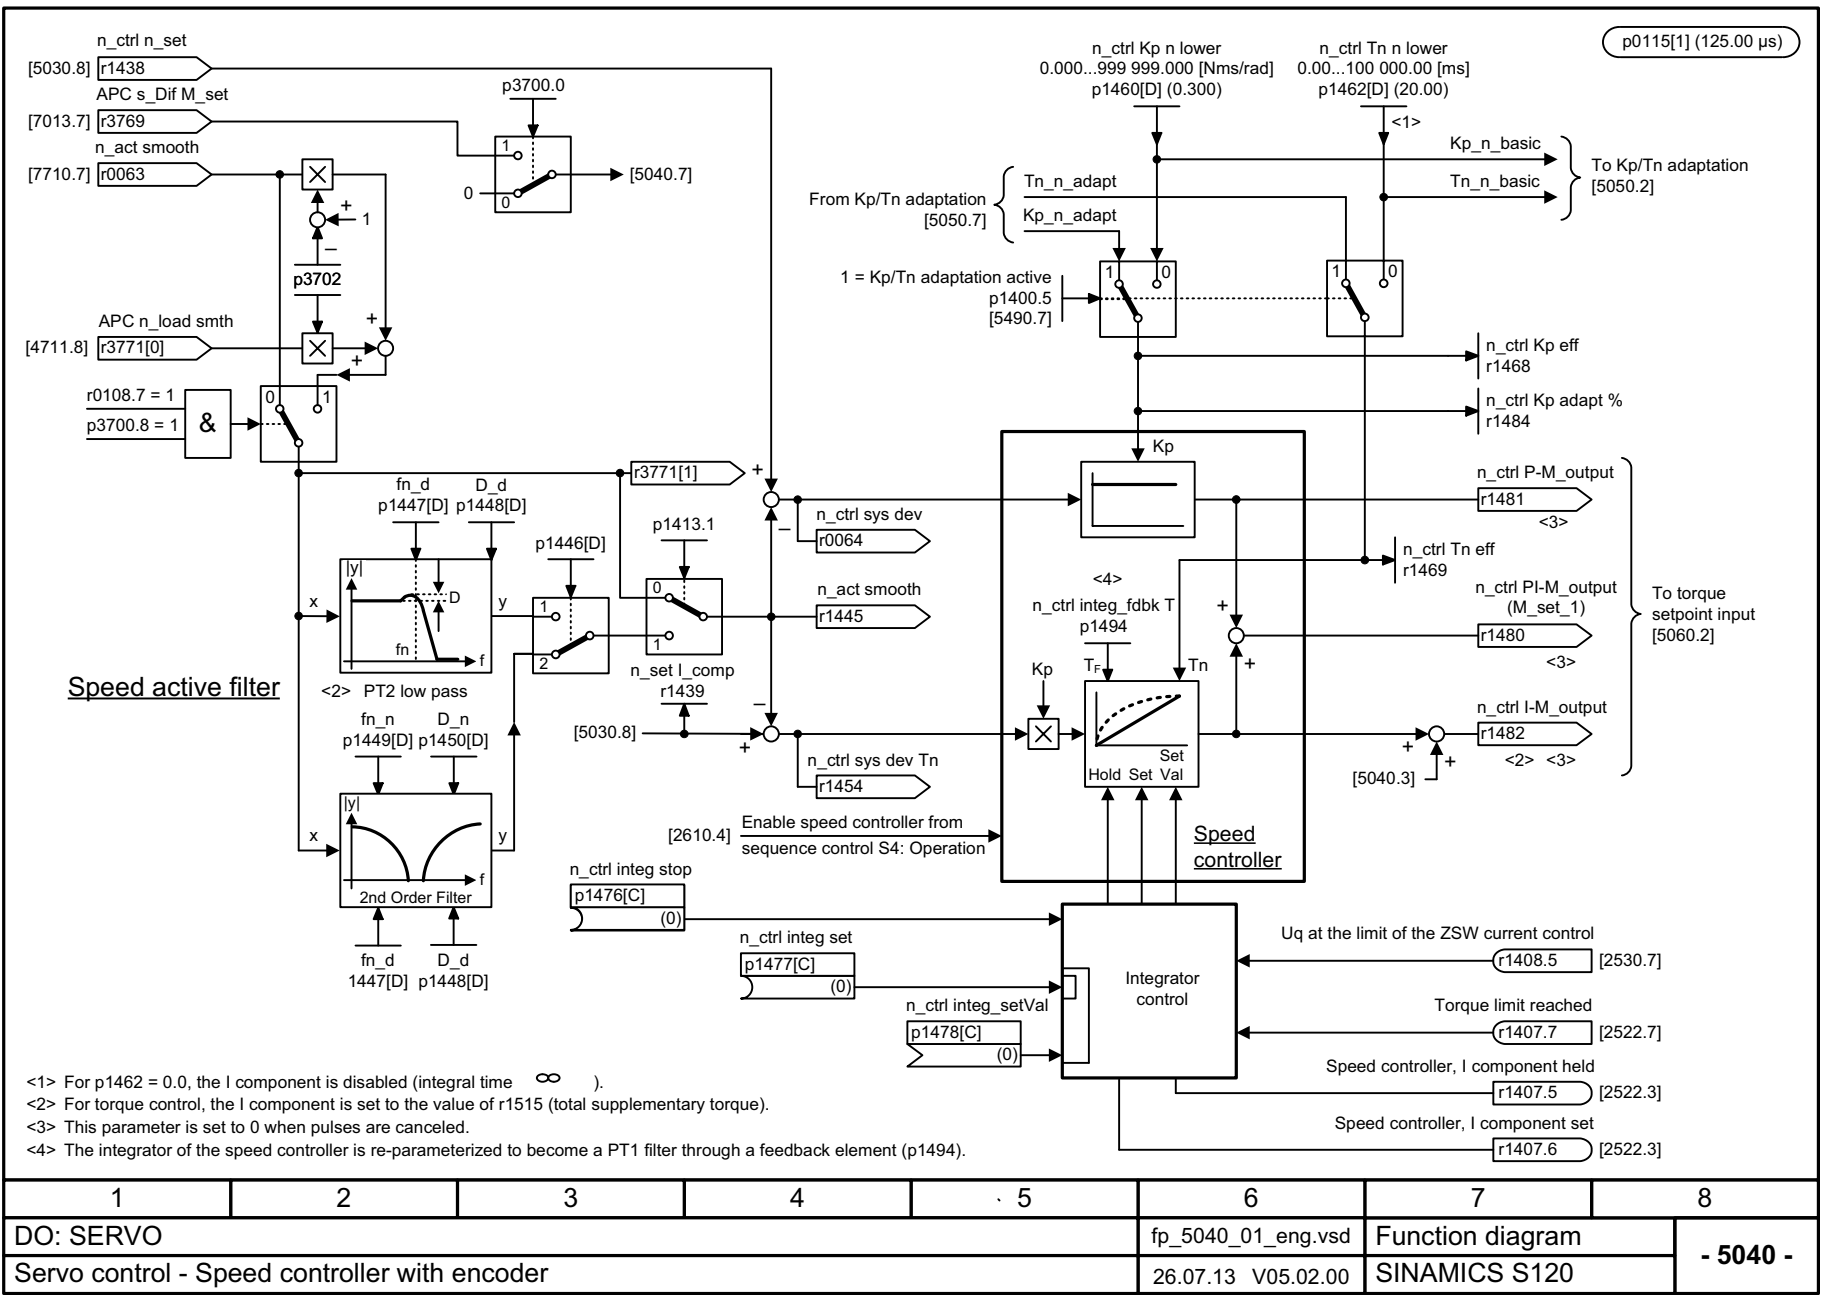 p0115[1] (125.00 µs)
n_ctrl n_set
[5030.8] r1438
APC s_Dif M_set
[7013.7] r3769
n_act smooth
[7710.7] r0063
+
1
–
p3702
APC n_load smth
+
[4711.8] r3771[0]
+
r0108.7 = 1
p3700.8 = 1
&
0 1
p3700.0
1
0
0
[5040.7]
n_ctrl Kp n lower
0.000...999 999.000 [Nms/rad]
p1460[D] (0.300)
n_ctrl Tn n lower
0.00...100 000.00 [ms]
p1462[D] (20.00)
<1>
Kp_n_basic
Tn_n_basic
To Kp/Tn adaptation
[5050.2]
From Kp/Tn adaptation
[5050.7]
Tn_n_adapt
Kp_n_adapt
1 = Kp/Tn adaptation active
p1400.5
[5490.7]
1 0
1 0
n_ctrl Kp eff
r1468
n_ctrl Kp adapt %
r1484
r3771[1]
+
–
n_ctrl sys dev
r0064
n_act smooth
r1445
fn_d
p1447[D]
D_d
p1448[D]
|y|
D
x
y
fn
f
<2> PT2 low pass
Speed active filter
p1446[D]
1
2
p1413.1
0
1
n_set I_comp
r1439
[5030.8]
–
+
n_ctrl sys dev Tn
r1454
fn_n
p1449[D]
D_n
p1450[D]
|y|
x
y
f
2nd Order Filter
fn_d
1447[D]
D_d
p1448[D]
Kp
<4>
n_ctrl integ_fdbk T
p1494
TF
Tn
Kp
Set
Hold Set Val
+
+
n_ctrl Tn eff
r1469
n_ctrl P-M_output
r1481
<3>
n_ctrl PI-M_output
(M_set_1)
r1480
<3>
n_ctrl I-M_output
r1482
<2> <3>
+
+
[5040.3]
To torque
setpoint input
[5060.2]
[2610.4]
Enable speed controller from
sequence control S4: Operation
Speed
controller
n_ctrl integ stop
p1476[C]
(0)
n_ctrl integ set
p1477[C]
(0)
n_ctrl integ_setVal
p1478[C]
(0)
Integrator
control
Uq at the limit of the ZSW current control
r1408.5 [2530.7]
Torque limit reached
r1407.7 [2522.7]
Speed controller, I component held
r1407.5 [2522.3]
Speed controller, I component set
r1407.6 [2522.3]
<1> For p1462 = 0.0, the I component is disabled (integral time ∞ ).
<2> For torque control, the I component is set to the value of r1515 (total supplementary torque).
<3> This parameter is set to 0 when pulses are canceled.
<4> The integrator of the speed controller is re-parameterized to become a PT1 filter through a feedback element (p1494).
1 2 3 4 5 6 7 8
DO: SERVO
fp_5040_01_eng.vsd
Function diagram
- 5040 -
Servo control - Speed controller with encoder
26.07.13 V05.02.00
SINAMICS S120